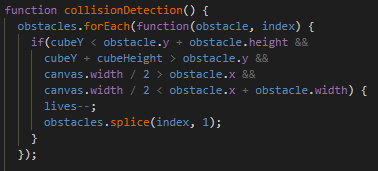 function collisionDetection() {
  obstacles.forEach(function(obstacle, index) {
    if(cubeY < obstacle.y + obstacle.height &&
      cubeY + cubeHeight > obstacle.y &&
      canvas.width / 2 > obstacle.x &&
      canvas.width / 2 < obstacle.x + obstacle.width) {
      lives--;
      obstacles.splice(index, 1);
    }
  });